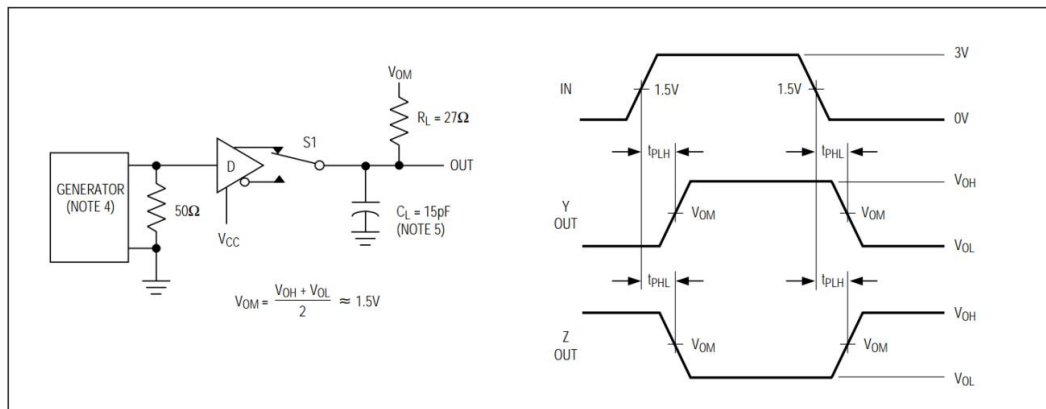 V_OM
R_L = 27Ω
S1
OUT
D
GENERATOR
(NOTE 4)
50Ω
V_CC
C_L = 15pF
(NOTE 5)
V_OM = (V_OH + V_OL) / 2 ≈ 1.5V
3V
IN
1.5V
1.5V
0V
t_PLH
t_PHL
V_OH
Y
OUT
V_OM
V_OM
V_OL
t_PHL
t_PLH
V_OH
Z
OUT
V_OM
V_OM
V_OL